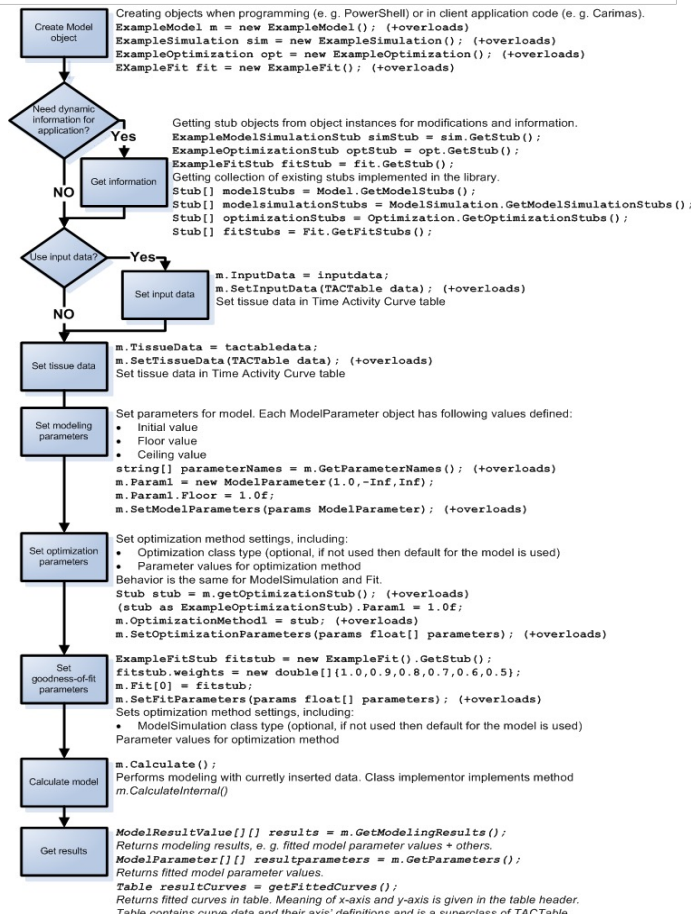 Creating objects when programming (e. g. PowerShell) or in client application code (e. g. Carimas).
Create Model
object
ExampleModel m = new ExampleModel(); (+overloads)
ExampleSimulation sim = new ExampleSimulation(); (+overloads)
ExampleOptimization opt = new ExampleOptimization(); (+overloads)
EXampleFit fit = new ExampleFit(); (+overloads)
Need dynamic
information for
application?
Yes
NO
Get information
Getting stub objects from object instances for modifications and information.
ExampleModelSimulationStub simStub = sim.GetStub();
ExampleOptimizationStub optStub = opt.GetStub();
ExampleFitStub fitStub = fit.GetStub();
Getting collection of existing stubs implemented in the library.
Stub[] modelStubs = Model.GetModelStubs();
Stub[] modelsimulationStubs = ModelSimulation.GetModelSimulationStubs();
Stub[] optimizationStubs = Optimization.GetOptimizationStubs();
Stub[] fitStubs = Fit.GetFitStubs();
Use input data?
Yes
NO
Set input data
m.InputData = inputdata;
m.SetInputData(TACTable data); (+overloads)
Set tissue data in Time Activity Curve table
Set tissue data
m.TissueData = tactabledata;
m.SetTissueData(TACTable data); (+overloads)
Set tissue data in Time Activity Curve table
Set modeling
parameters
Set parameters for model. Each ModelParameter object has following values defined:
• Initial value
• Floor value
• Ceiling value
string[] parameterNames = m.GetParameterNames(); (+overloads)
m.Param1 = new ModelParameter(1.0,-Inf,Inf);
m.Param1.Floor = 1.0f;
m.SetModelParameters(params ModelParameter); (+overloads)
Set optimization
parameters
Set optimization method settings, including:
• Optimization class type (optional, if not used then default for the model is used)
• Parameter values for optimization method
Behavior is the same for ModelSimulation and Fit.
Stub stub = m.getOptimizationStub(); (+overloads)
(stub as ExampleOptimizationStub).Param1 = 1.0f;
m.OptimizationMethod1 = stub; (+overloads)
m.SetOptimizationParameters(params float[] parameters); (+overloads)
Set
goodness-of-fit
parameters
ExampleFitStub fitstub = new ExampleFit().GetStub();
fitstub.weights = new double[]{1.0,0.9,0.8,0.7,0.6,0.5};
m.Fit[0] = fitstub;
m.SetFitParameters(params float[] parameters); (+overloads)
Sets optimization method settings, including:
• ModelSimulation class type (optional, if not used then default for the model is used)
Parameter values for optimization method
Calculate model
m.Calculate();
Performs modeling with curretly inserted data. Class implementor implements method
m.CalculateInternal()
Get results
ModelResultValue[][] results = m.GetModelingResults();
Returns modeling results, e. g. fitted model parameter values + others.
ModelParameter[][] resultparameters = m.GetParameters();
Returns fitted model parameter values.
Table resultCurves = getFittedCurves();
Returns fitted curves in table. Meaning of x-axis and y-axis is given in the table header.
Table contains curve data and their axis' definitions and is a superclass of TACTable